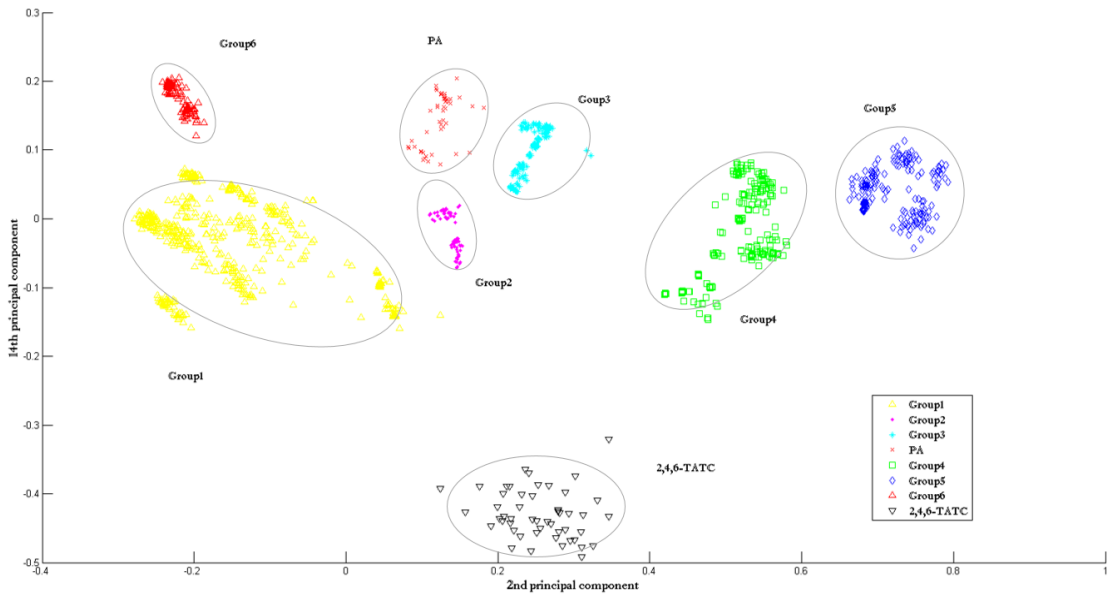 0.3
Group6
PA
0.2
Goup3
Goup5
0.1
0
Group2
-0.1
Group4
-0.2
Group1
-0.3
2,4,6-TATC
-0.4
-0.5
14th principal component
-0.4
-0.2
0
0.2
0.4
0.6
0.8
1
2nd principal component
Group1
Group2
Group3
PA
Group4
Group5
Group6
2,4,6-TATC